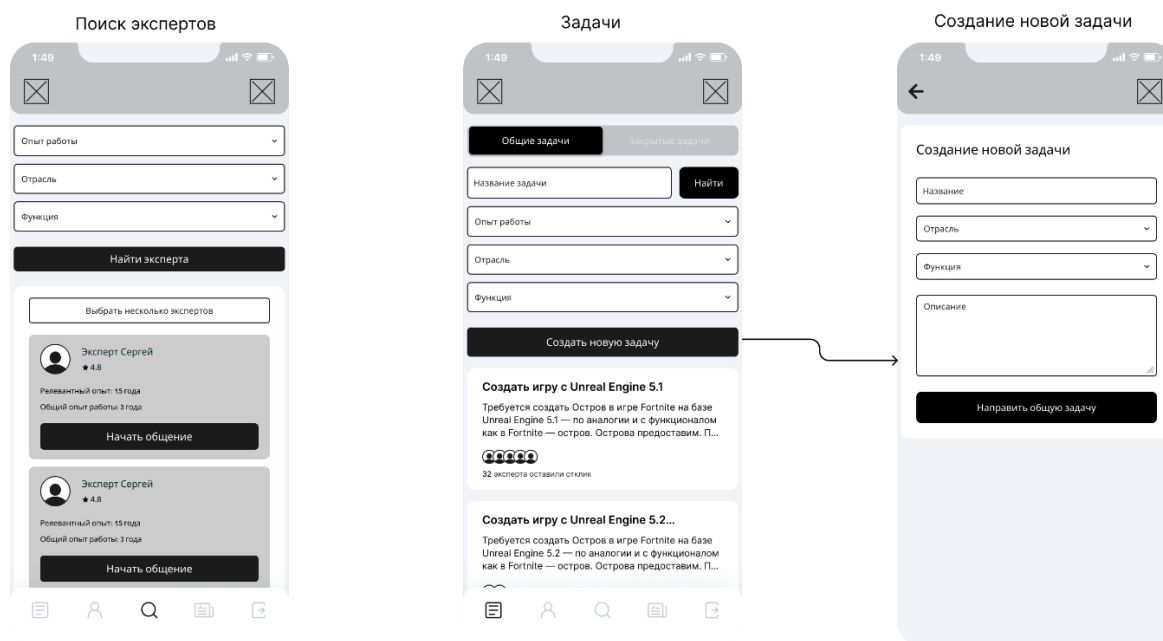 Поиск экспертов
1:49
Опыт работы
Отрасль
Функция
Найти эксперта
Выбрать несколько экспертов
Эксперт Сергей
★ 4.8
Релевантный опыт: 15 года
Общий опыт работы: 3 года
Начать общение
Эксперт Сергей
★ 4.8
Релевантный опыт: 15 года
Общий опыт работы: 3 года
Начать общение
Задачи
1:49
Общие задачи
Закрытые задачи
Название задачи
Найти
Опыт работы
Отрасль
Функция
Создать новую задачу
Создать игру с Unreal Engine 5.1
Требуется создать Остров в игре Fortnite на базе
Unreal Engine 5.1 — по аналогии и с функционалом
как в Fortnite — остров. Острова предоставим. П...
32 эксперта оставили отклик
Создать игру с Unreal Engine 5.2...
Требуется создать Остров в игре Fortnite на базе
Unreal Engine 5.2 — по аналогии и с функционалом
как в Fortnite — остров. Острова предоставим. П...
Создание новой задачи
1:49
Создание новой задачи
Название
Отрасль
Функция
Описание
Направить общую задачу